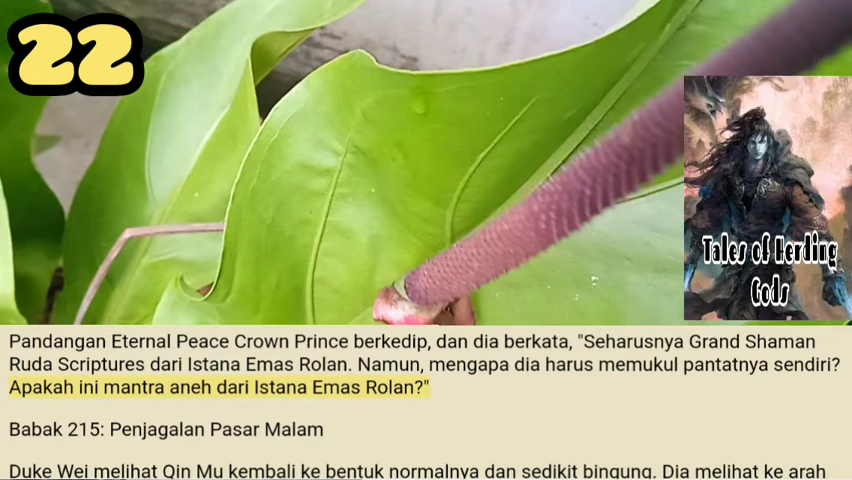 22
Tales of Herding
Gods
Pandangan Eternal Peace Crown Prince berkedip, dan dia berkata, "Seharusnya Grand Shaman
Ruda Scriptures dari Istana Emas Rolan. Namun, mengapa dia harus memukul pantatnya sendiri?
Apakah ini mantra aneh dari Istana Emas Rolan?"
Babak 215: Penjagalan Pasar Malam
Duke Wei melihat Qin Mu kembali ke bentuk normalnya dan sedikit bingung. Dia melihat ke arah